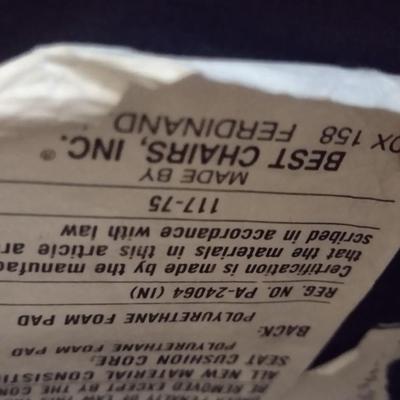 BE REMOVED EXCEPT BY THE CON
ALL NEW MATERIAL CONSISTI
SEAT CUSHION CORE:
POLYURETHANE FOAM PAD
BACK:
POLYURETHANE FOAM PAD
REG. NO. PA-24064 (IN)
Certification is made by the manufac
that the materials in this article are
scribed in accordance with law
117-75
MADE BY
BEST CHAIRS, INC.®
OX 158 FERDINAND